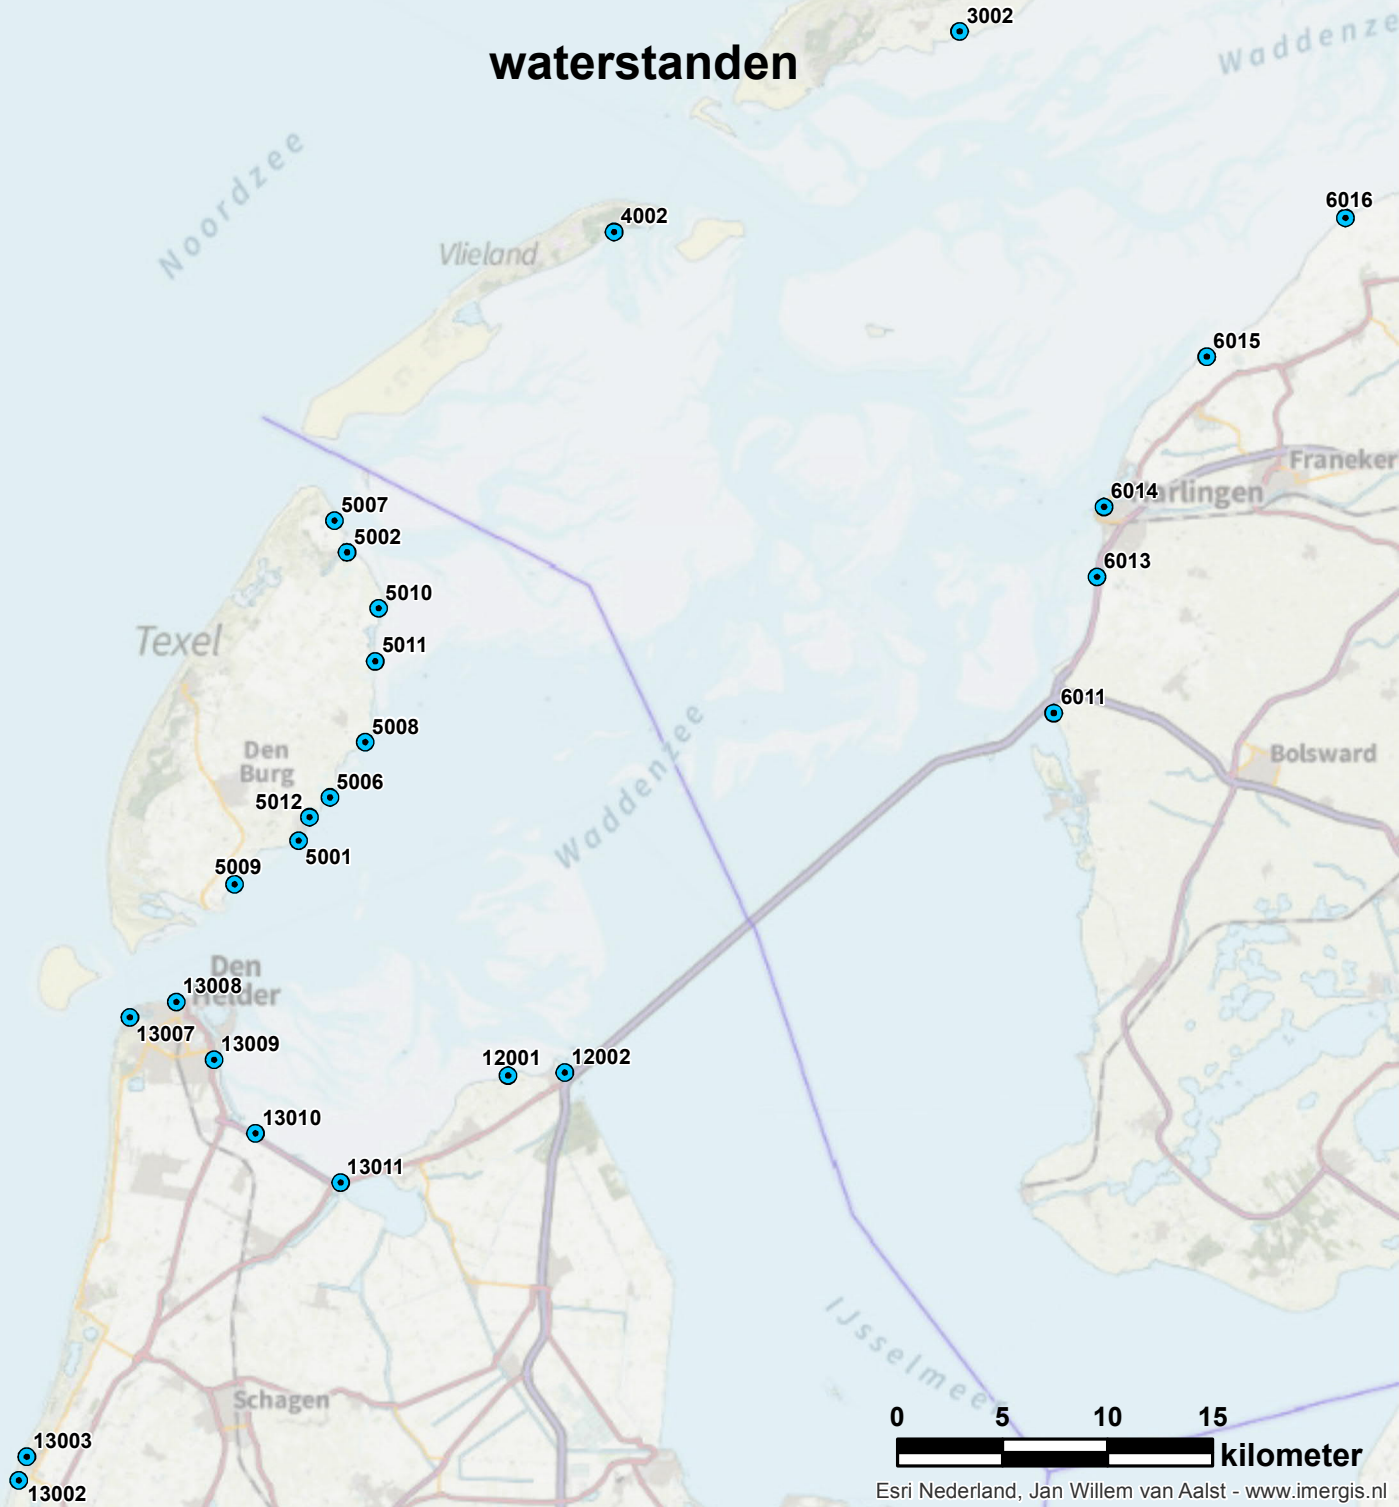 3002
waterstanden
Waddenze
Noordzee
4002
6016
Vlieland
6015
Franeker
6014
arlingen
5007
5002
6013
5010
Texel
5011
6011
5008
Den
Burg
Bolsward
Waddenzee
5006
5012
5001
5009
Den
Helder
13008
13007
13009
12001
12002
13010
13011
IJsselmeer
Schagen
0 5 10 15
kilometer
13003
13002
Esri Nederland, Jan Willem van Aalst - www.imergis.nl